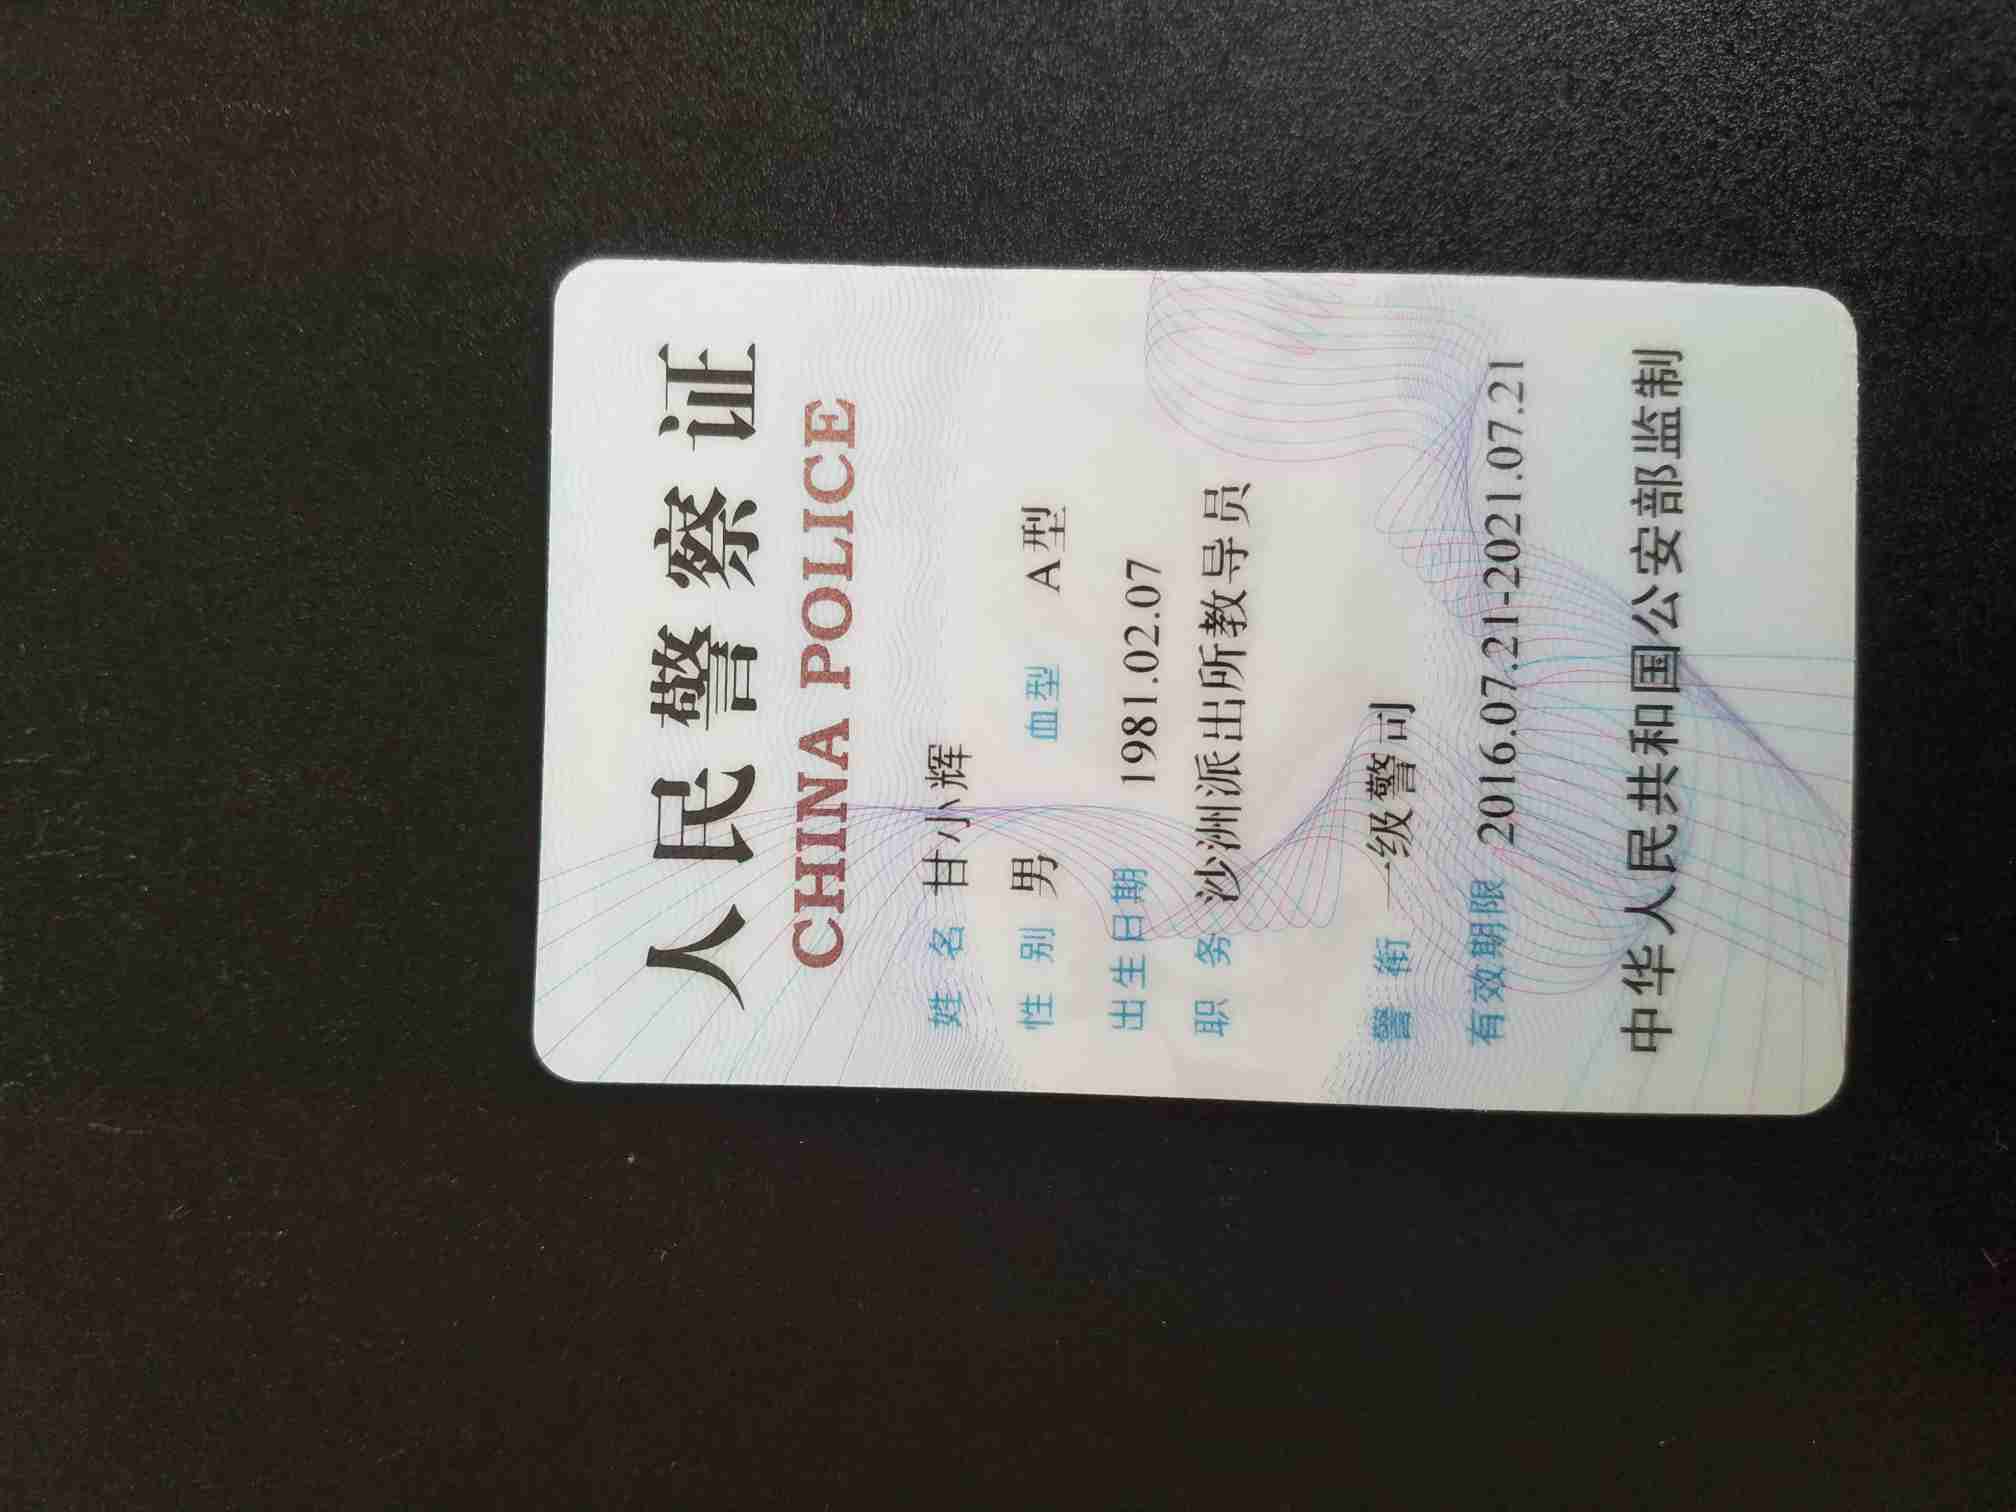 人民警察证
CHINA POLICE
姓 名 甘小辉
性 别 男 血型 A型
出生日期 1981.02.07
职 务 沙洲派出所教导员
警 衔 一级警司
有效期限 2016.07.21-2021.07.21
中华人民共和国公安部监制